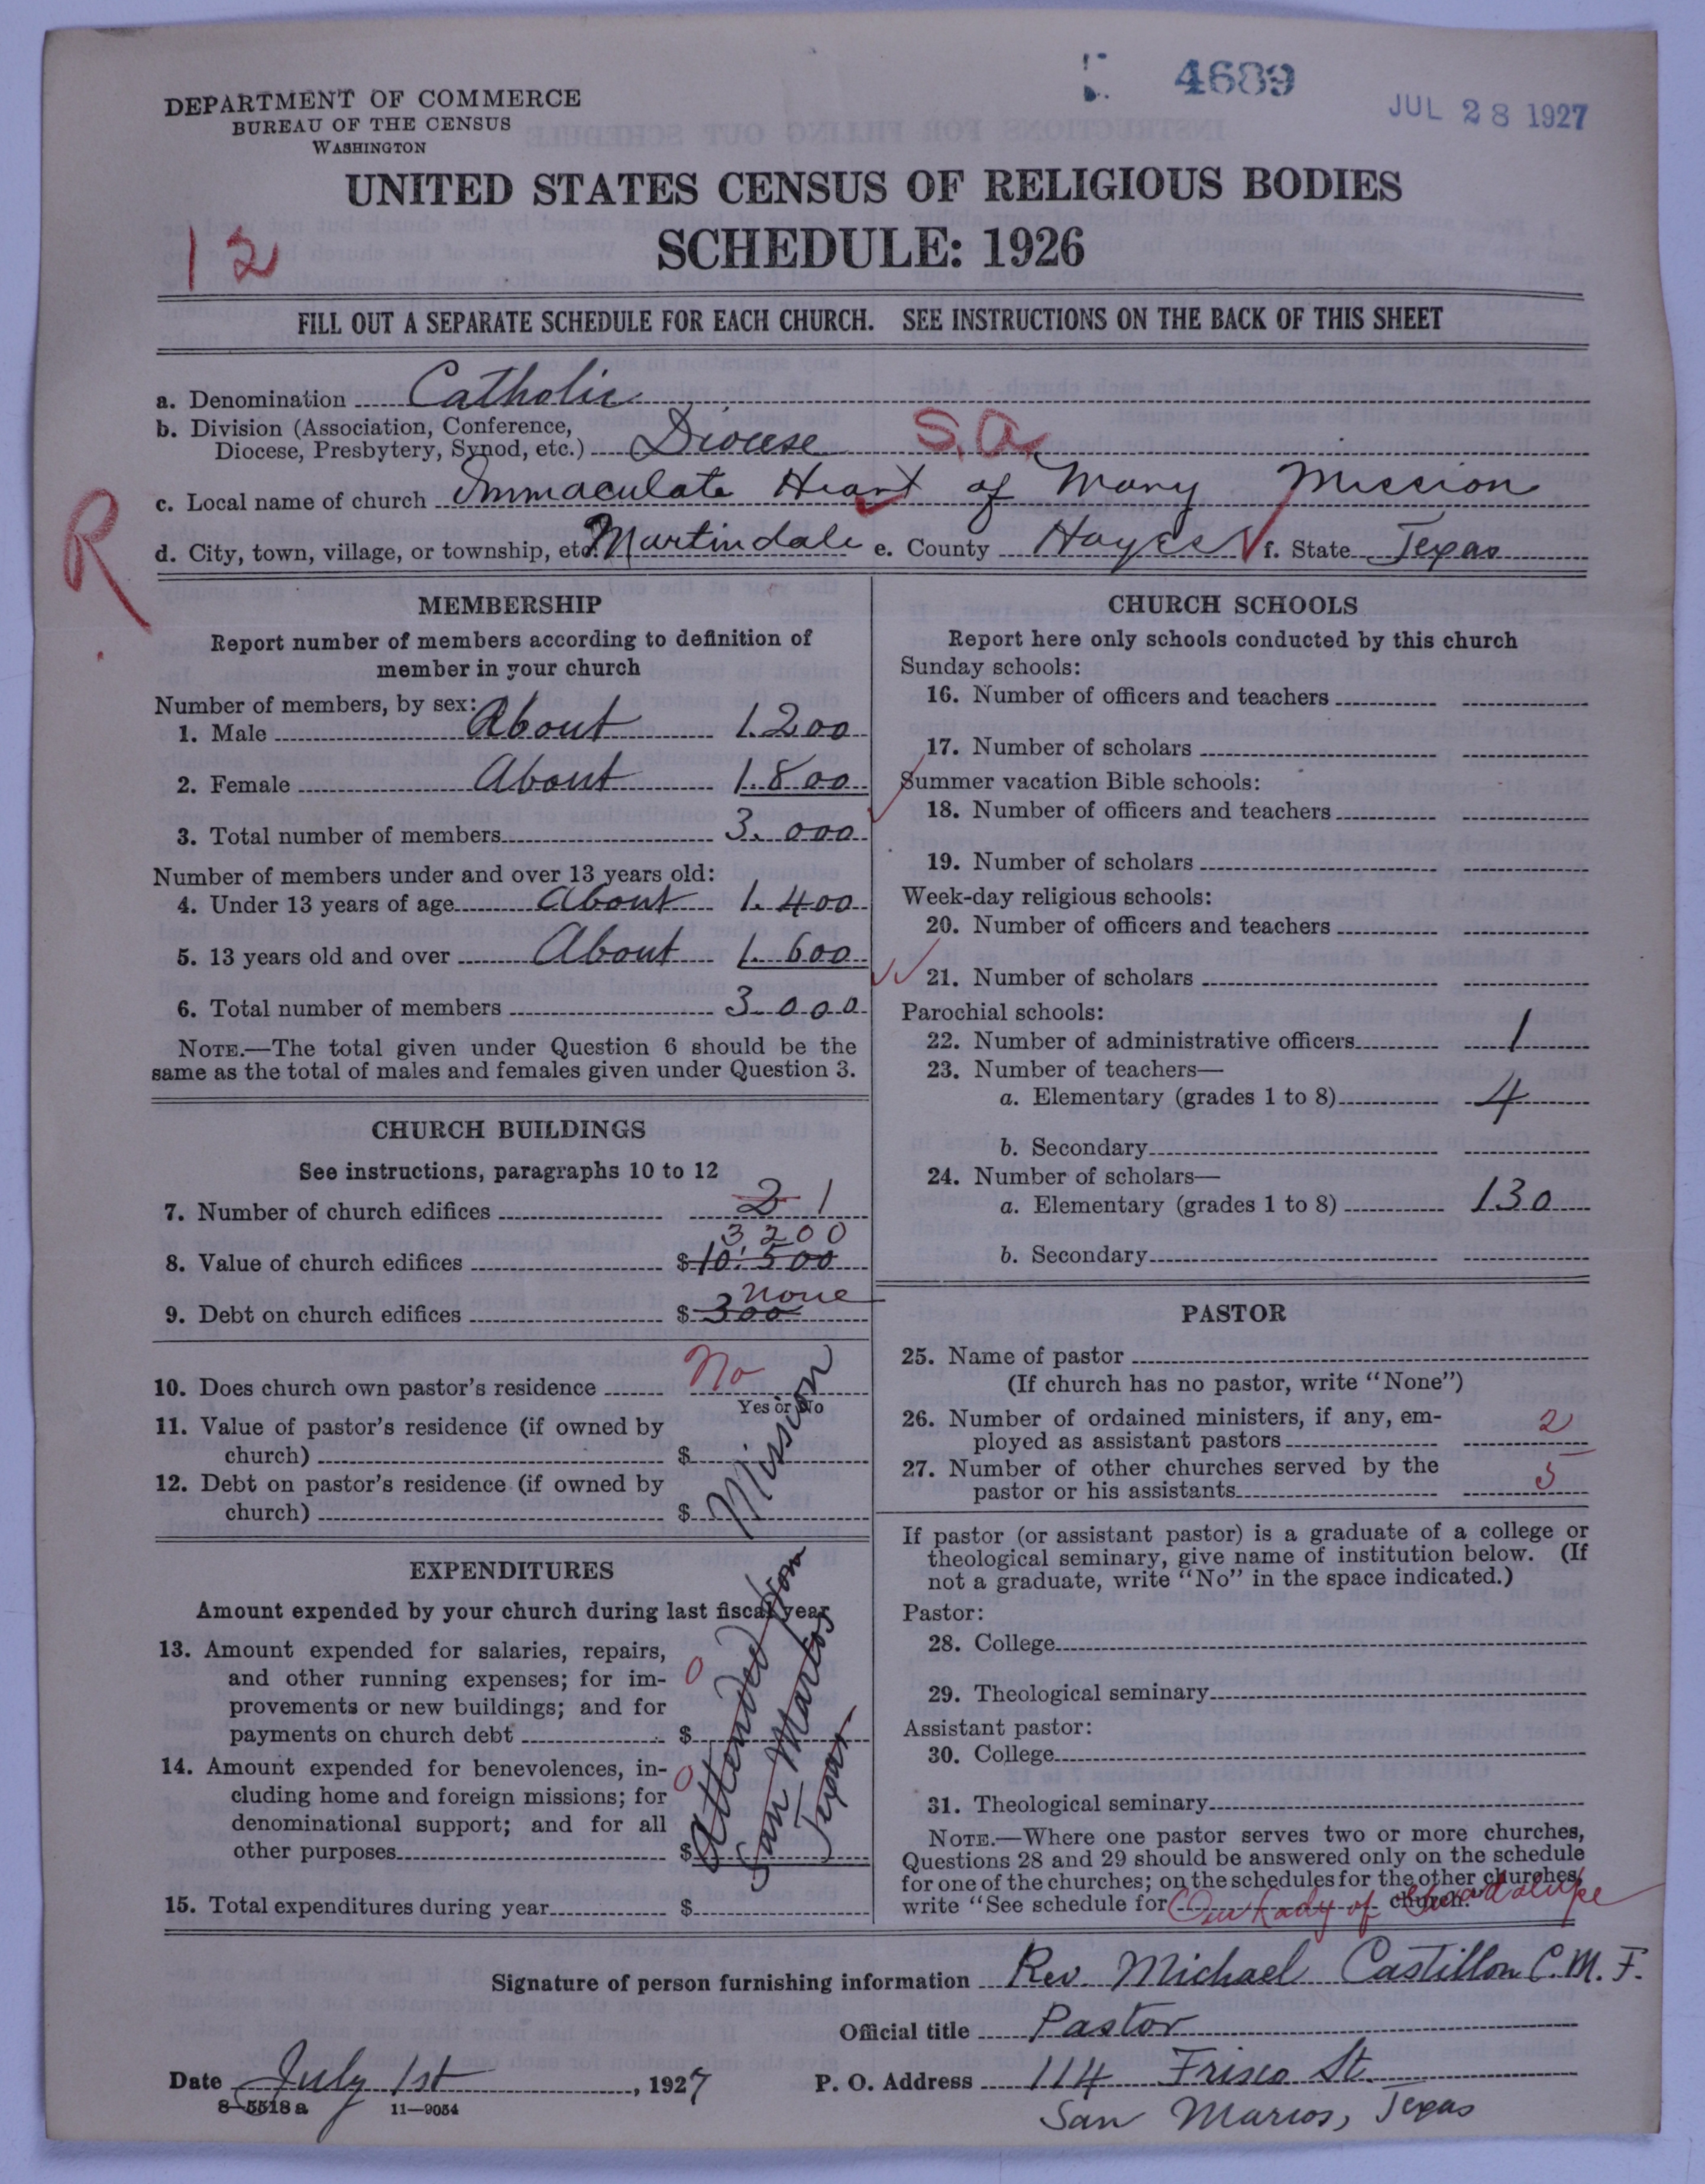 4689
JUL 28 1927
DEPARTMENT OF COMMERCE
BUREAU OF THE CENSUS
WASHINGTON
UNITED STATES CENSUS OF RELIGIOUS BODIES
SCHEDULE: 1926
12
FILL OUT A SEPARATE SCHEDULE FOR EACH CHURCH. SEE INSTRUCTIONS ON THE BACK OF THIS SHEET
a. Denomination Catholic
b. Division (Association, Conference,
Diocese, Presbytery, Synod, etc.) Diocese S.A.
c. Local name of church Immaculate Heart of Mary Mission
R
d. City, town, village, or township, etc. Martindale e. County Hayes f. State Texas
MEMBERSHIP
Report number of members according to definition of
member in your church
Number of members, by sex:
1. Male About 1.200
2. Female About 1.800
3. Total number of members 3.000
Number of members under and over 13 years old:
4. Under 13 years of age About 1.400
5. 13 years old and over About 1.600
6. Total number of members 3.000
NOTE.—The total given under Question 6 should be the
same as the total of males and females given under Question 3.
CHURCH BUILDINGS
See instructions, paragraphs 10 to 12
7. Number of church edifices 2 1
3200
8. Value of church edifices $10.500
none
9. Debt on church edifices $300
10. Does church own pastor's residence No
Yes or No
11. Value of pastor's residence (if owned by
church) $
12. Debt on pastor's residence (if owned by
church) $
Mission
EXPENDITURES
Amount expended by your church during last fiscal year
13. Amount expended for salaries, repairs,
and other running expenses; for im-
provements or new buildings; and for
payments on church debt $ 0
14. Amount expended for benevolences, in-
cluding home and foreign missions; for
denominational support; and for all
other purposes $ 0
15. Total expenditures during year $
Attended from
San Marcos
Texas
CHURCH SCHOOLS
Report here only schools conducted by this church
Sunday schools:
16. Number of officers and teachers
17. Number of scholars
Summer vacation Bible schools:
18. Number of officers and teachers
19. Number of scholars
Week-day religious schools:
20. Number of officers and teachers
21. Number of scholars
Parochial schools:
22. Number of administrative officers 1
23. Number of teachers—
a. Elementary (grades 1 to 8) 4
b. Secondary
24. Number of scholars—
a. Elementary (grades 1 to 8) 130
b. Secondary
PASTOR
25. Name of pastor
(If church has no pastor, write "None")
26. Number of ordained ministers, if any, em-
ployed as assistant pastors 2
27. Number of other churches served by the
pastor or his assistants 5
If pastor (or assistant pastor) is a graduate of a college or
theological seminary, give name of institution below. (If
not a graduate, write "No" in the space indicated.)
Pastor:
28. College
29. Theological seminary
Assistant pastor:
30. College
31. Theological seminary
NOTE.—Where one pastor serves two or more churches,
Questions 28 and 29 should be answered only on the schedule
for one of the churches; on the schedules for the other churches,
write "See schedule for Our Lady of Guadalupe church."
Signature of person furnishing information Rev. Michael Castillon C.M.F.
Official title Pastor
Date July 1st, 1927 P. O. Address 114 Frisco St.
8—5518 a 11—9054
San Marcos, Texas